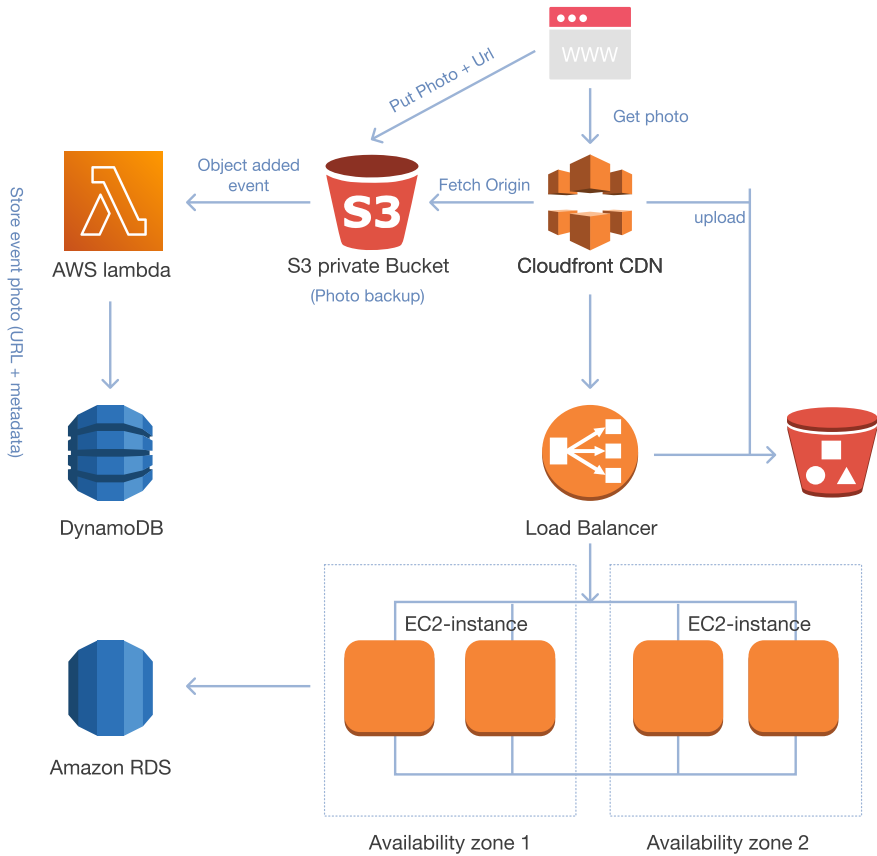 WWW
Put Photo + Url
Get photo
Object added
event
Fetch Origin
upload
S3
AWS lambda
S3 private Bucket
(Photo backup)
Cloudfront CDN
Store event photo (URL + metadata)
DynamoDB
Load Balancer
EC2-instance
EC2-instance
Amazon RDS
Availability zone 1
Availability zone 2